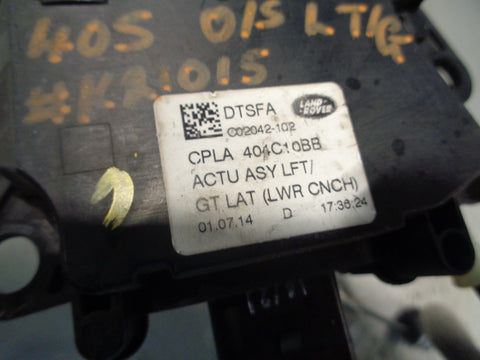 40S O/S LT/G
#KR1015
DTSFA LAND-ROVER
C02042-102
CPLA 404C10BB
ACTU ASY LFT/
GT LAT (LWR CNCH)
01.07.14 D 17:36:24